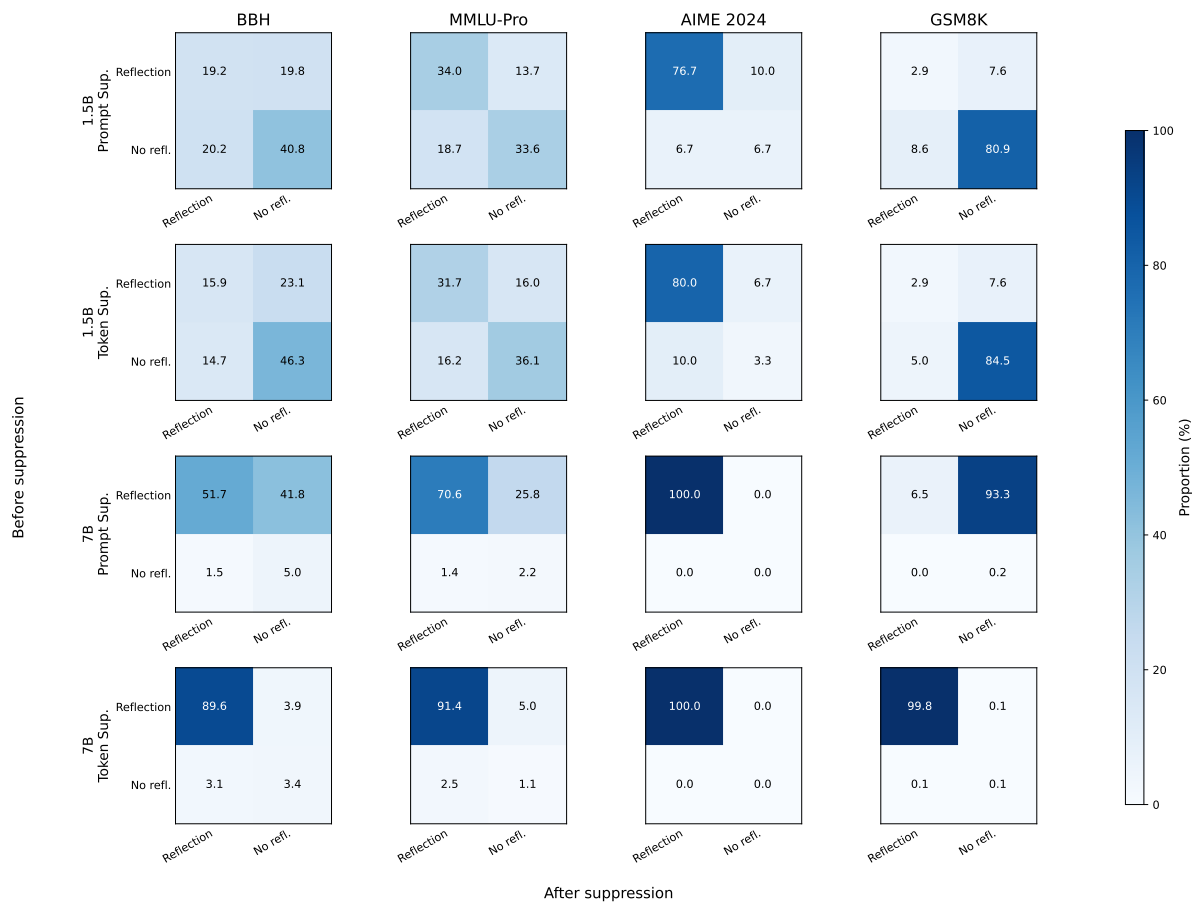 BBH MMLU-Pro AIME 2024 GSM8K
1.5B
Prompt Sup.
Reflection 19.2 19.8 34.0 13.7 76.7 10.0 2.9 7.6
No refl. 20.2 40.8 18.7 33.6 6.7 6.7 8.6 80.9
Reflection No refl. Reflection No refl. Reflection No refl. Reflection No refl.
1.5B
Token Sup.
Reflection 15.9 23.1 31.7 16.0 80.0 6.7 2.9 7.6
No refl. 14.7 46.3 16.2 36.1 10.0 3.3 5.0 84.5
Reflection No refl. Reflection No refl. Reflection No refl. Reflection No refl.
7B
Prompt Sup.
Reflection 51.7 41.8 70.6 25.8 100.0 0.0 6.5 93.3
No refl. 1.5 5.0 1.4 2.2 0.0 0.0 0.0 0.2
Reflection No refl. Reflection No refl. Reflection No refl. Reflection No refl.
7B
Token Sup.
Reflection 89.6 3.9 91.4 5.0 100.0 0.0 99.8 0.1
No refl. 3.1 3.4 2.5 1.1 0.0 0.0 0.1 0.1
Reflection No refl. Reflection No refl. Reflection No refl. Reflection No refl.
Before suppression
After suppression
100
80
60
40
20
0
Proportion (%)